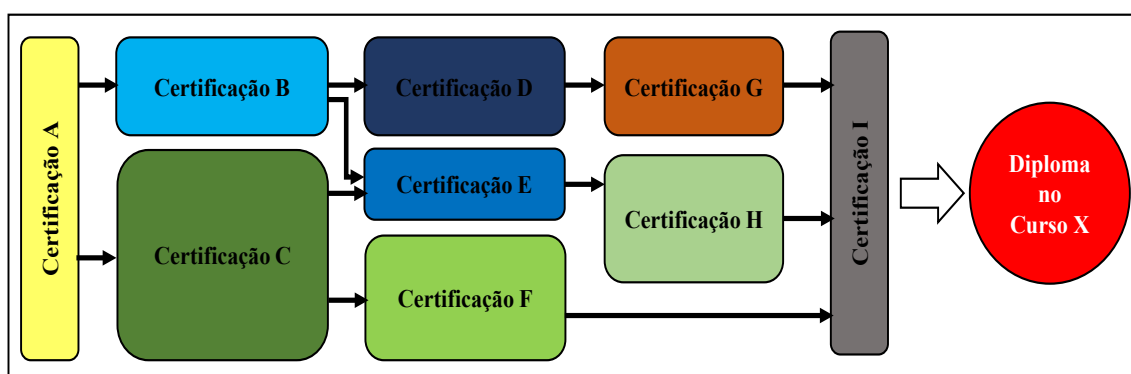 Certificação A
Certificação B
Certificação C
Certificação D
Certificação E
Certificação F
Certificação G
Certificação H
Certificação I
Diploma
no
Curso X